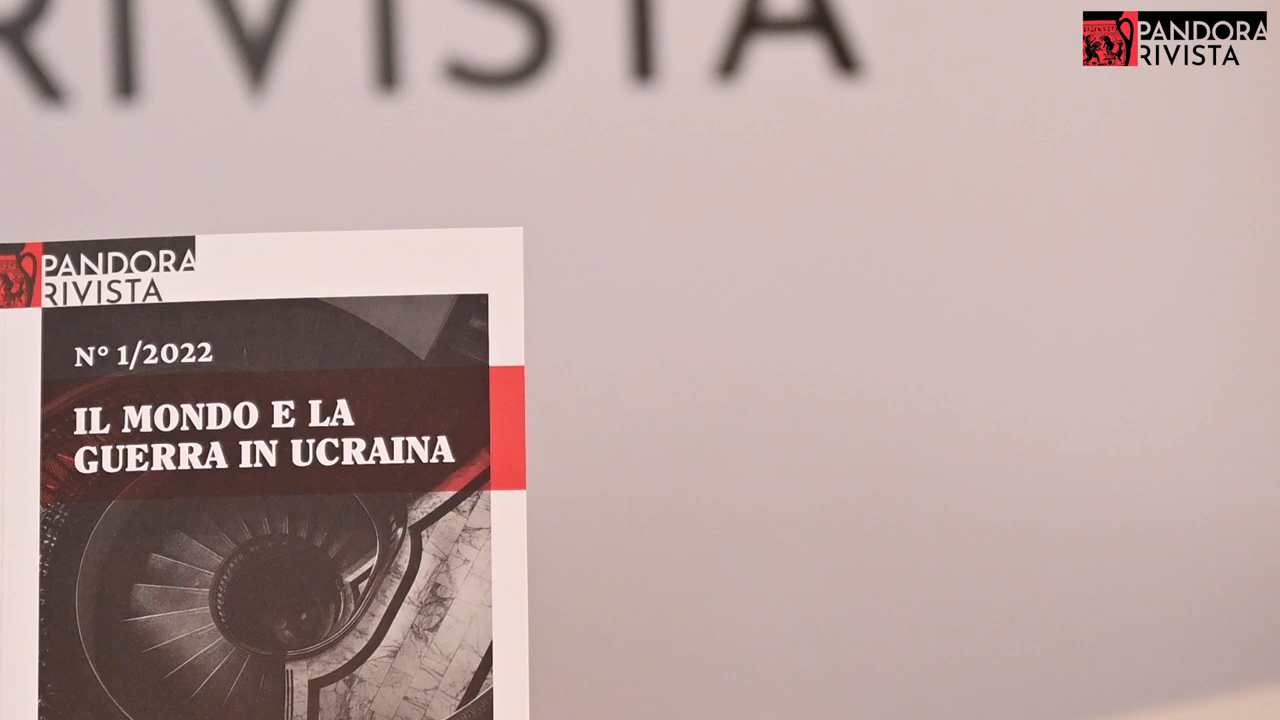 RIVISTA
PANDORA
RIVISTA
PANDORA
RIVISTA
N° 1/2022
IL MONDO E LA
GUERRA IN UCRAINA